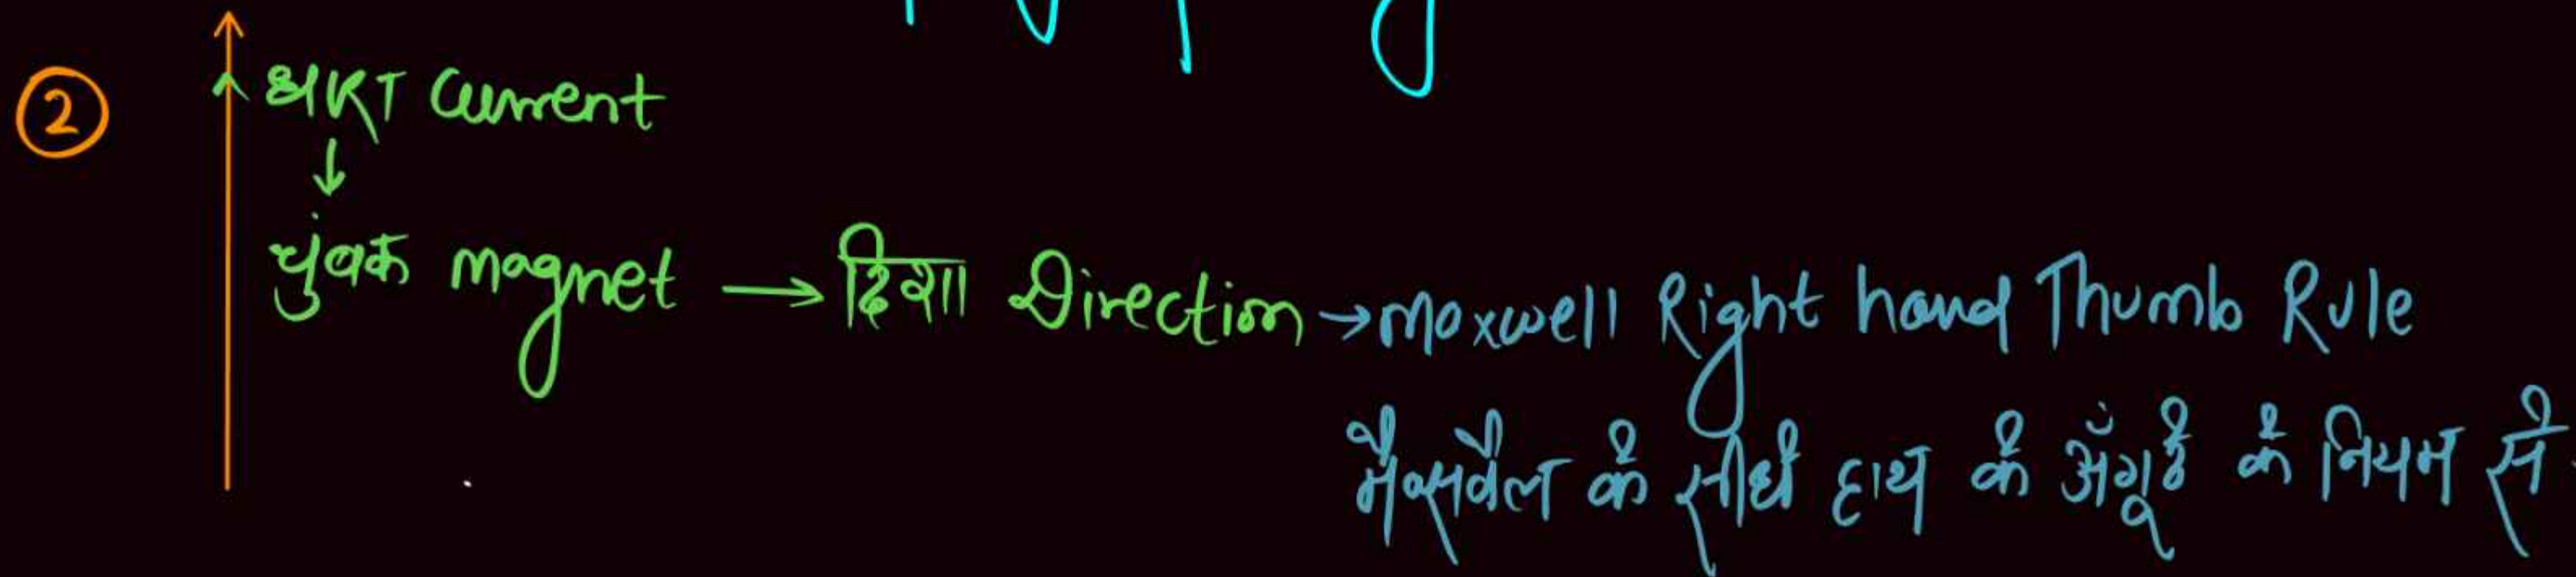 ② धारा Current
↓
चुंबक magnet → दिशा Direction → Maxwell Right hand Thumb Rule
मैक्सवेल के सीधे हाथ के अँगूठे के नियम से